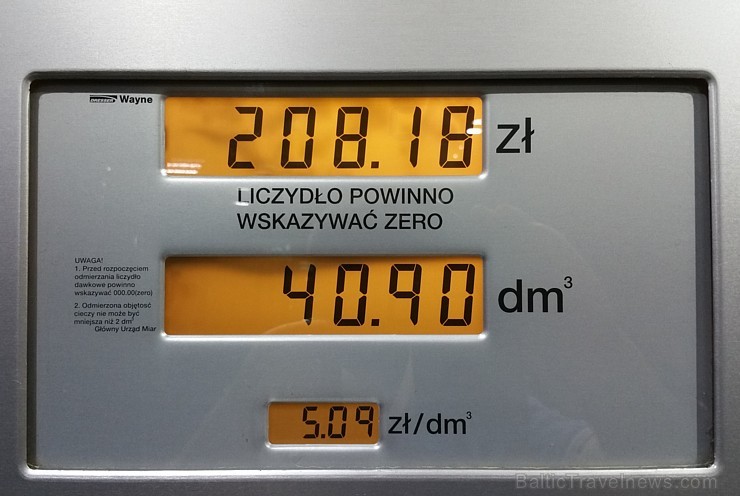 DRESSER Wayne
208.18 zł
LICZYDŁO POWINNO
WSKAZYWAĆ ZERO
UWAGA!
1. Przed rozpoczęciem
odmierzania liczydło
dawkowe powinno
wskazywać 000.00(zero)
2. Odmierzona objętość
cieczy nie może być
mniejsza niż 2 dm³
Główny Urząd Miar
40.90 dm³
5.09 zł/dm³
BalticTravelnews.com